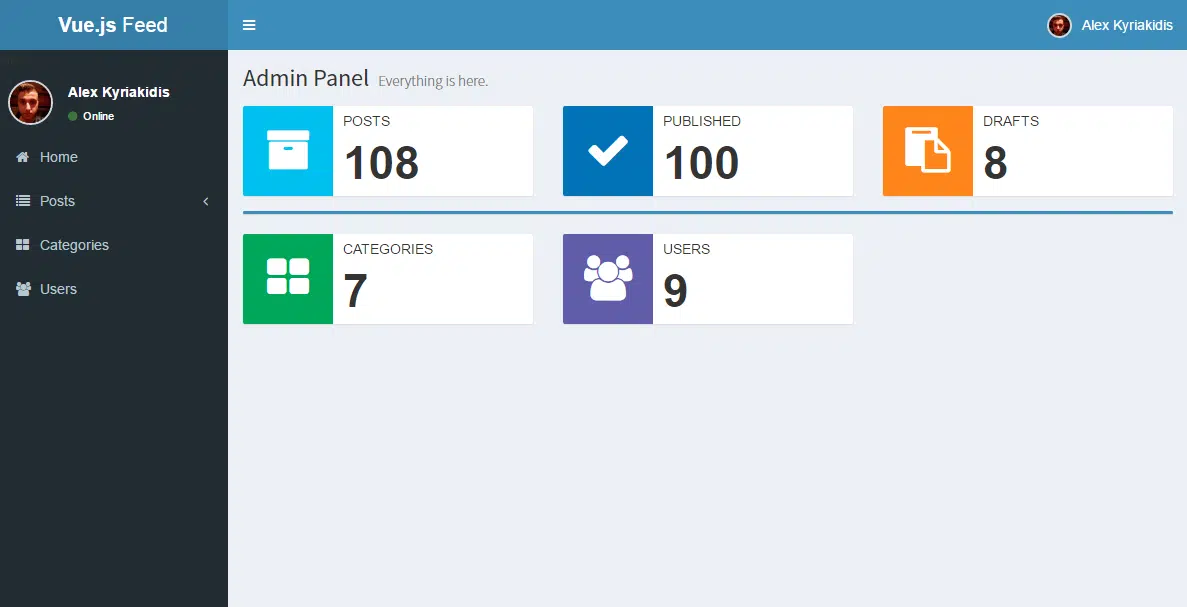 Vue.js Feed
Alex Kyriakidis
Alex Kyriakidis
Online
Home
Posts
Categories
Users
Admin Panel Everything is here.
POSTS
108
PUBLISHED
100
DRAFTS
8
CATEGORIES
7
USERS
9